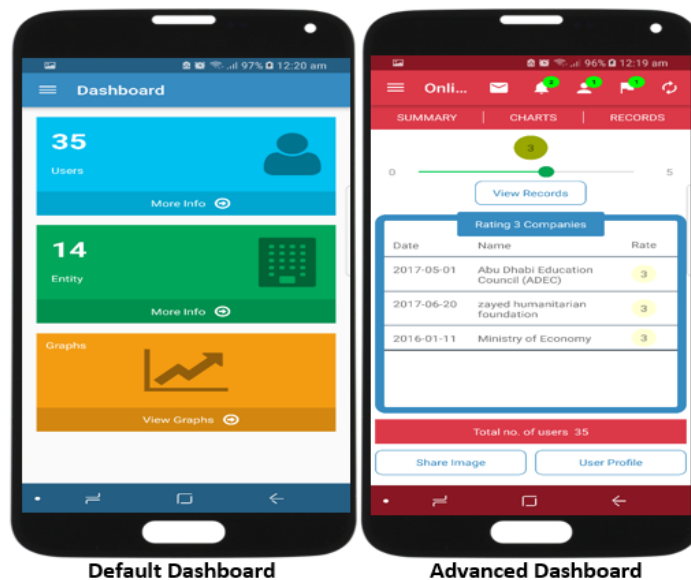 97% 12:20 am
Dashboard
35
Users
More Info
14
Entity
More Info
Graphs
View Graphs
Default Dashboard
96% 12:19 am
Onli...
2
1
1
SUMMARY | CHARTS | RECORDS
3
0 5
View Records
Rating 3 Companies
Date Name Rate
2017-05-01 Abu Dhabi Education 3
Council (ADEC)
2017-06-20 zayed humanitarian 3
foundation
2016-01-11 Ministry of Economy 3
Total no. of users 35
Share Image User Profile
Advanced Dashboard